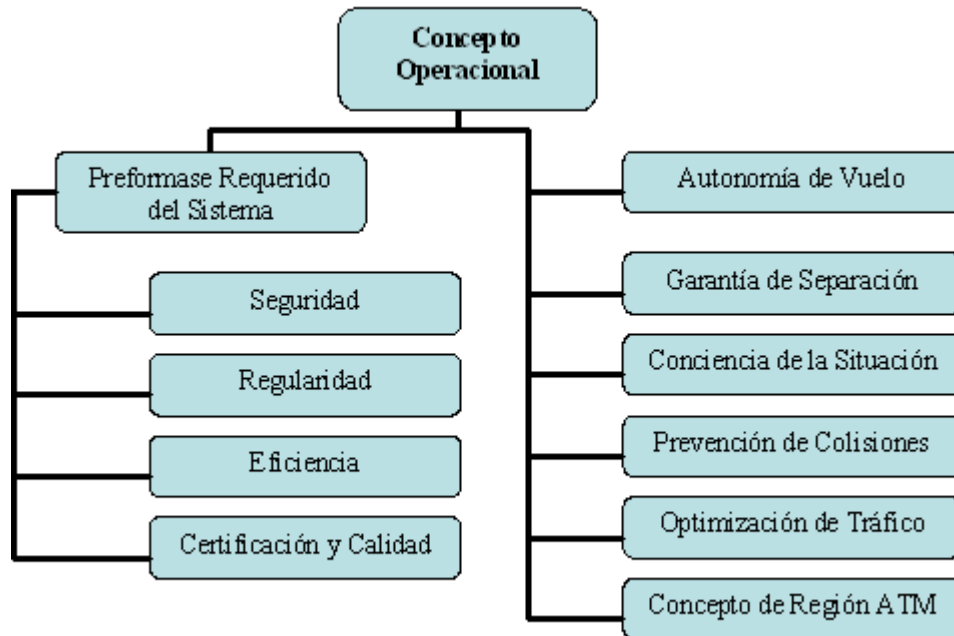 Concepto
Operacional
Preformase Requerido
del Sistema
Seguridad
Regularidad
Eficiencia
Certificación y Calidad
Autonomía de Vuelo
Garantía de Separación
Conciencia de la Situación
Prevención de Colisiones
Optimización de Tráfico
Concepto de Región ATM